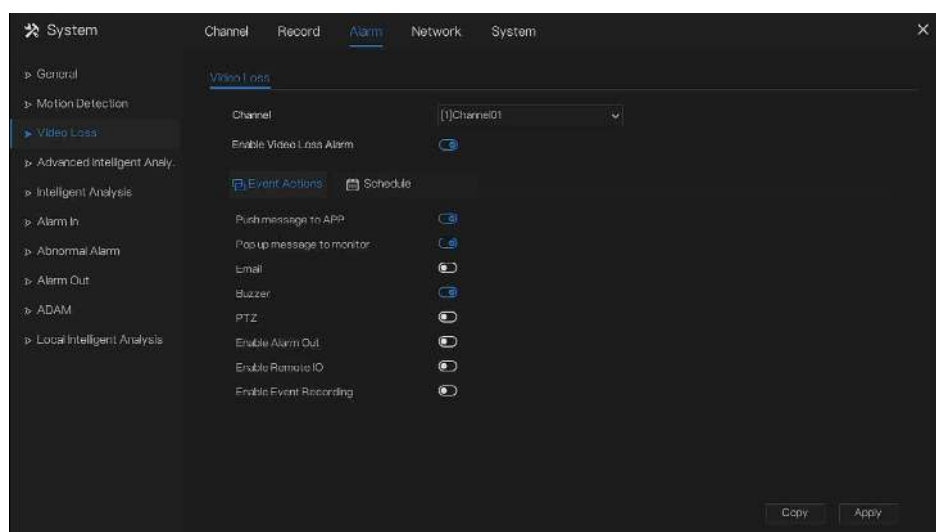 System
Channel Record Alarm Network System
General
Motion Detection
Video Loss
Advanced Intelligent Analy.
Intelligent Analysis
Alarm In
Abnormal Alarm
Alarm Out
ADAM
Local Intelligent Analysis
Video Loss
Channel [1]Channel01
Enable Video Loss Alarm
Event Actions Schedule
Push message to APP
Pop up message to monitor
Email
Buzzer
PTZ
Enable Alarm Out
Enable Remote IO
Enable Event Recording
Copy Apply